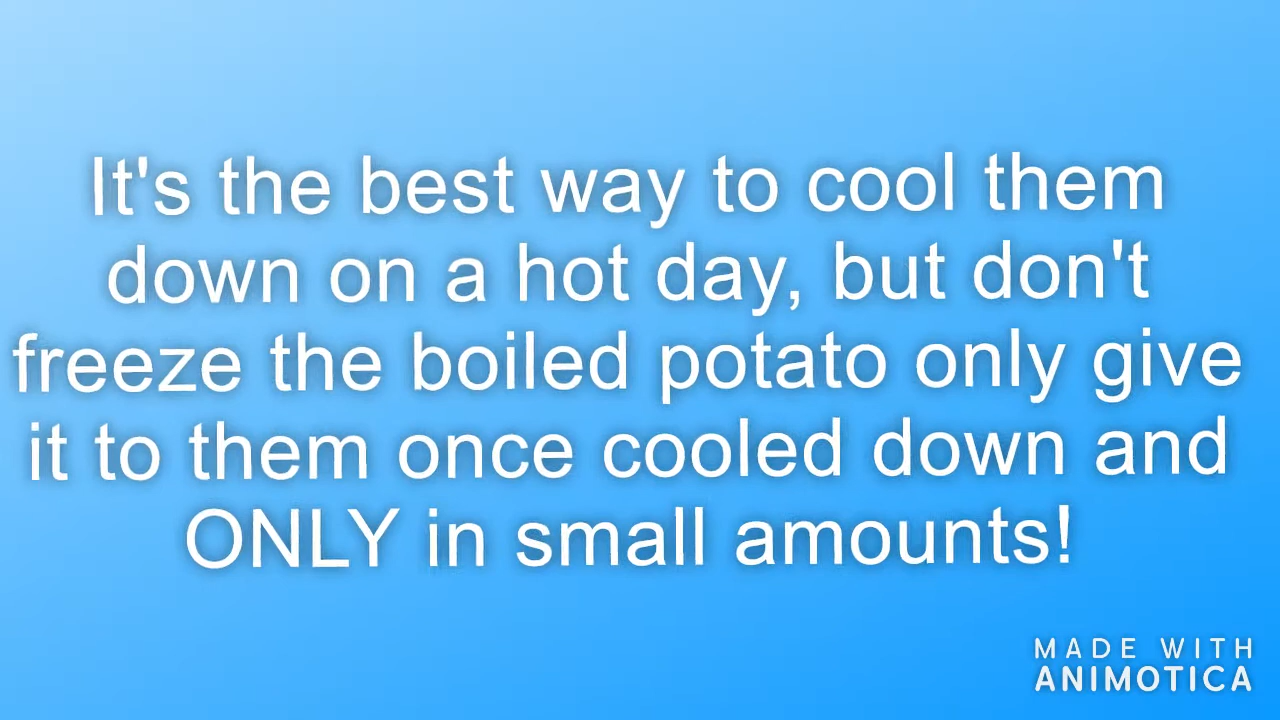 It's the best way to cool them
down on a hot day, but don't
freeze the boiled potato only give
it to them once cooled down and
ONLY in small amounts!
MADE WITH
ANIMOTICA